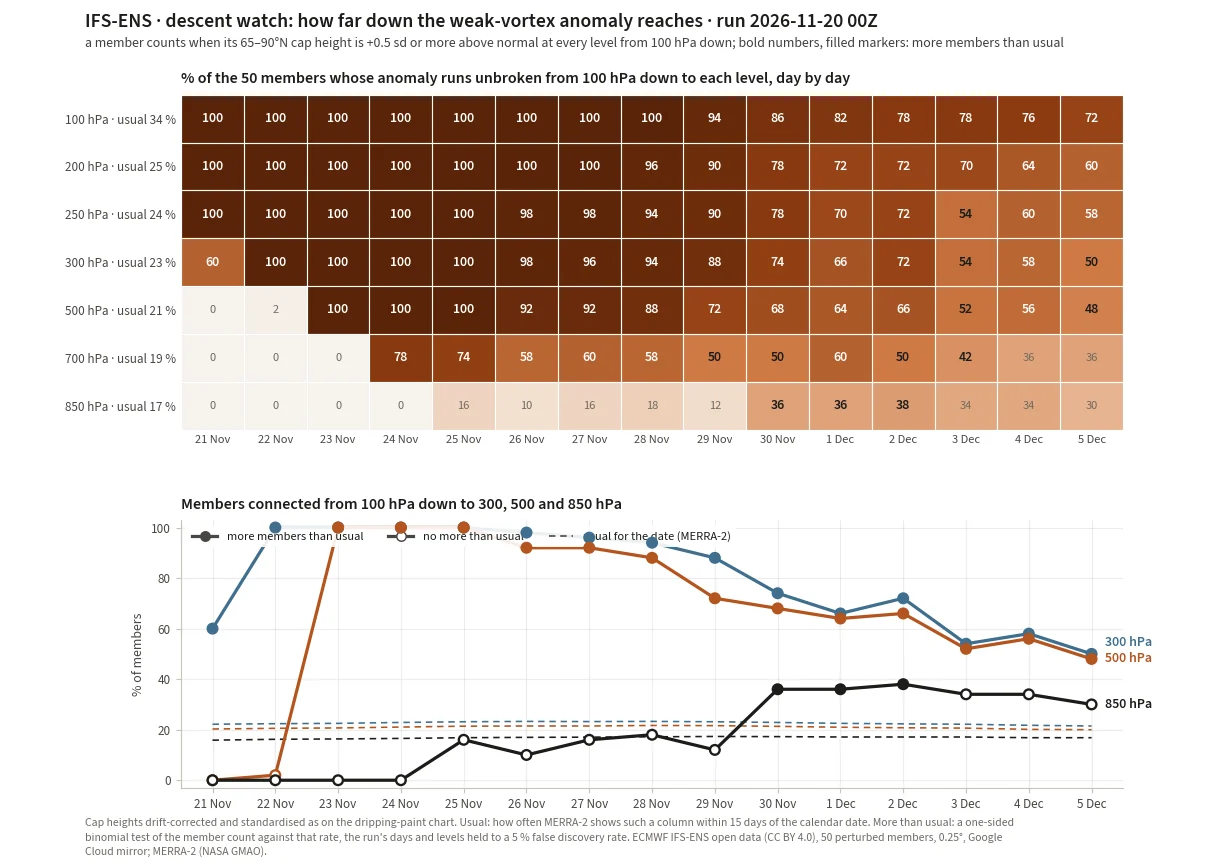 IFS-ENS · descent watch: how far down the weak-vortex anomaly reaches · run 2026-11-20 00Z
a member counts when its 65–90°N cap height is +0.5 sd or more above normal at every level from 100 hPa down; bold numbers, filled markers: more members than usual
% of the 50 members whose anomaly runs unbroken from 100 hPa down to each level, day by day
100 hPa · usual 34 % 100 100 100 100 100 100 100 100 94 86 82 78 78 76 72
200 hPa · usual 25 % 100 100 100 100 100 100 100 96 90 78 72 72 70 64 60
250 hPa · usual 24 % 100 100 100 100 100 98 98 94 90 78 70 72 54 60 58
300 hPa · usual 23 % 60 100 100 100 100 98 96 94 88 74 66 72 54 58 50
500 hPa · usual 21 % 0 2 100 100 100 92 92 88 72 68 64 66 52 56 48
700 hPa · usual 19 % 0 0 0 78 74 58 60 58 50 50 60 50 42 36 36
850 hPa · usual 17 % 0 0 0 0 16 10 16 18 12 36 36 38 34 34 30
21 Nov 22 Nov 23 Nov 24 Nov 25 Nov 26 Nov 27 Nov 28 Nov 29 Nov 30 Nov 1 Dec 2 Dec 3 Dec 4 Dec 5 Dec
Members connected from 100 hPa down to 300, 500 and 850 hPa
more members than usual no more than usual usual for the date (MERRA-2)
% of members
100
80
60
40
20
0
300 hPa
500 hPa
850 hPa
21 Nov 22 Nov 23 Nov 24 Nov 25 Nov 26 Nov 27 Nov 28 Nov 29 Nov 30 Nov 1 Dec 2 Dec 3 Dec 4 Dec 5 Dec
Cap heights drift-corrected and standardised as on the dripping-paint chart. Usual: how often MERRA-2 shows such a column within 15 days of the calendar date. More than usual: a one-sided
binomial test of the member count against that rate, the run's days and levels held to a 5 % false discovery rate. ECMWF IFS-ENS open data (CC BY 4.0), 50 perturbed members, 0.25°, Google
Cloud mirror; MERRA-2 (NASA GMAO).